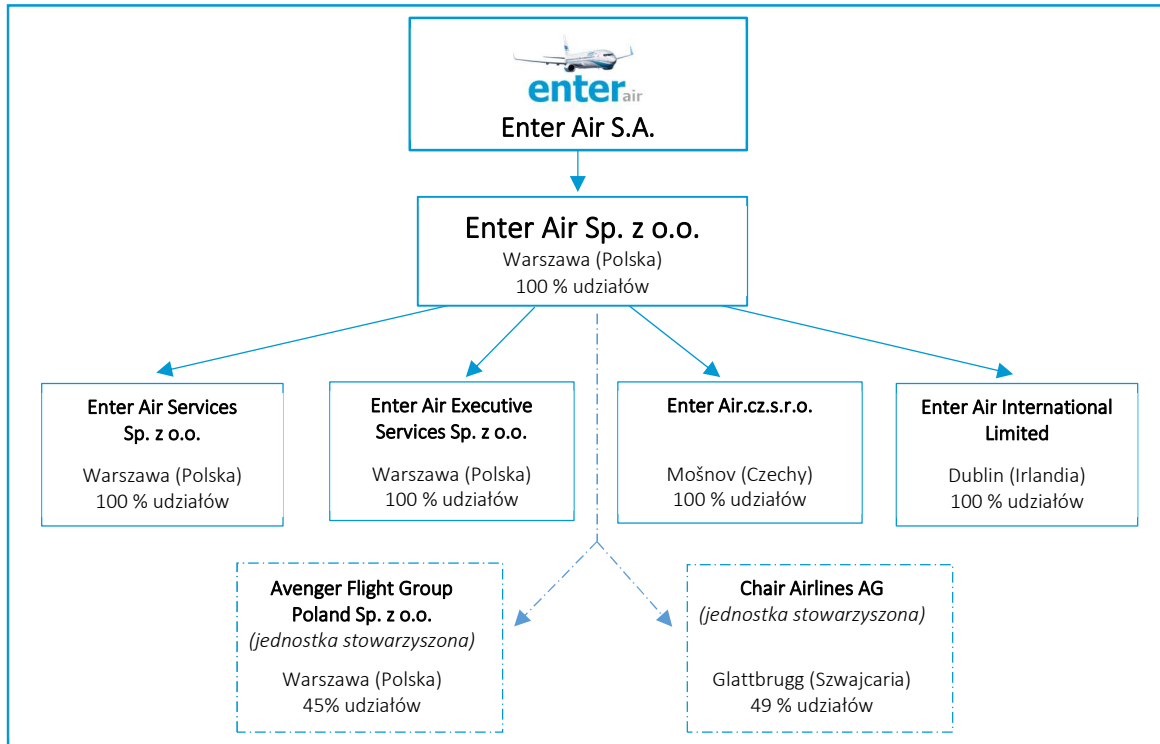 enter air
Enter Air S.A.
Enter Air Sp. z o.o.
Warszawa (Polska)
100 % udziałów
Enter Air Services
Sp. z o.o.
Warszawa (Polska)
100 % udziałów
Enter Air Executive
Services Sp. z o.o.
Warszawa (Polska)
100 % udziałów
Enter Air.cz.s.r.o.
Mošnov (Czechy)
100 % udziałów
Enter Air International
Limited
Dublin (Irlandia)
100 % udziałów
Avenger Flight Group
Poland Sp. z o.o.
(jednostka stowarzyszona)
Warszawa (Polska)
45% udziałów
Chair Airlines AG
(jednostka stowarzyszona)
Glattbrugg (Szwajcaria)
49 % udziałów